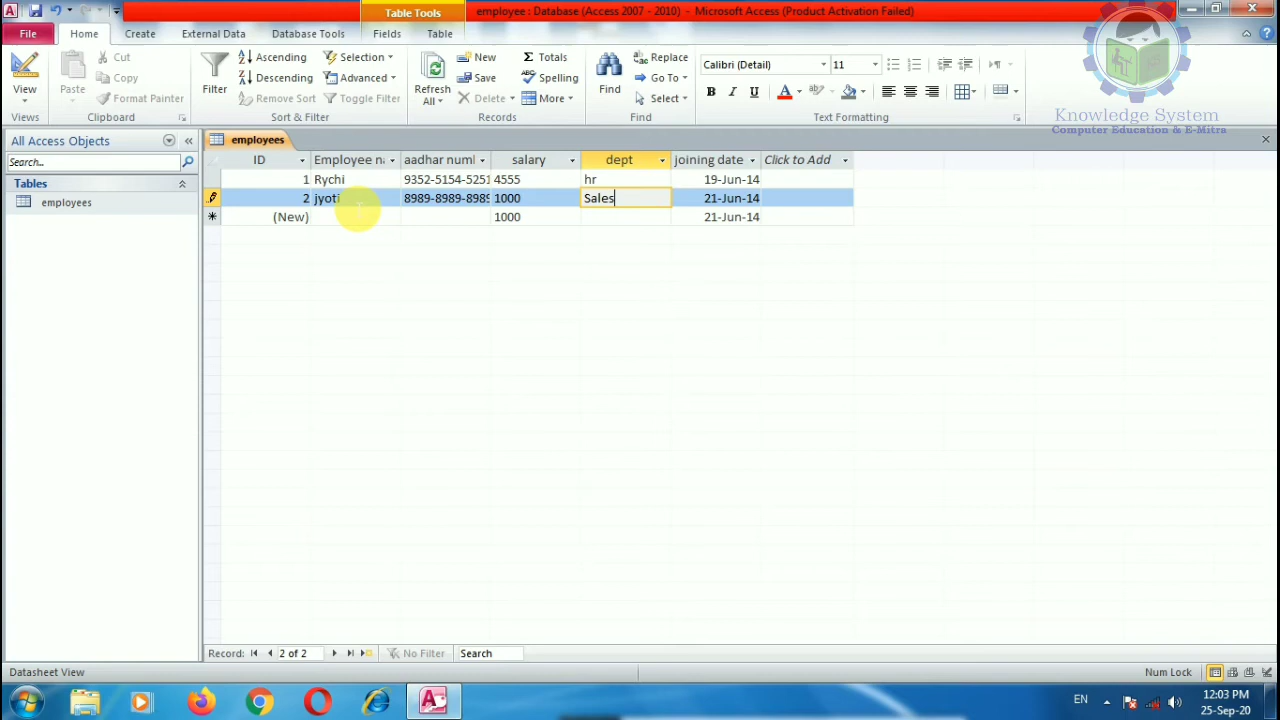 Table Tools
employee : Database (Access 2007 - 2010) - Microsoft Access (Product Activation Failed)
File Home Create External Data Database Tools Fields Table
View
Views
Paste
Cut
Copy
Format Painter
Clipboard
Filter
Ascending
Descending
Remove Sort
Selection
Advanced
Toggle Filter
Sort & Filter
Refresh
All
New
Save
Delete
Totals
Spelling
More
Records
Find
Replace
Go To
Select
Find
Calibri (Detail) 11
B I U A
Text Formatting
Knowledge System
Computer Education & E-Mitra
All Access Objects
Search...
Tables
employees
employees
ID Employee na aadhar numl salary dept joining date Click to Add
1 Rychi 9352-5154-5251 4555 hr 19-Jun-14
2 jyoti 8989-8989-8989 1000 Sales 21-Jun-14
(New) 1000 21-Jun-14
Record: 2 of 2 No Filter Search
Datasheet View Num Lock
EN
12:03 PM
25-Sep-20